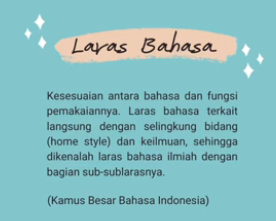 Laras Bahasa
Kesesuaian antara bahasa dan fungsi
pemakaiannya. Laras bahasa terkait
langsung dengan selingkung bidang
(home style) dan keilmuan, sehingga
dikenalah laras bahasa ilmiah dengan
bagian sub-sublarasnya.
(Kamus Besar Bahasa Indonesia)